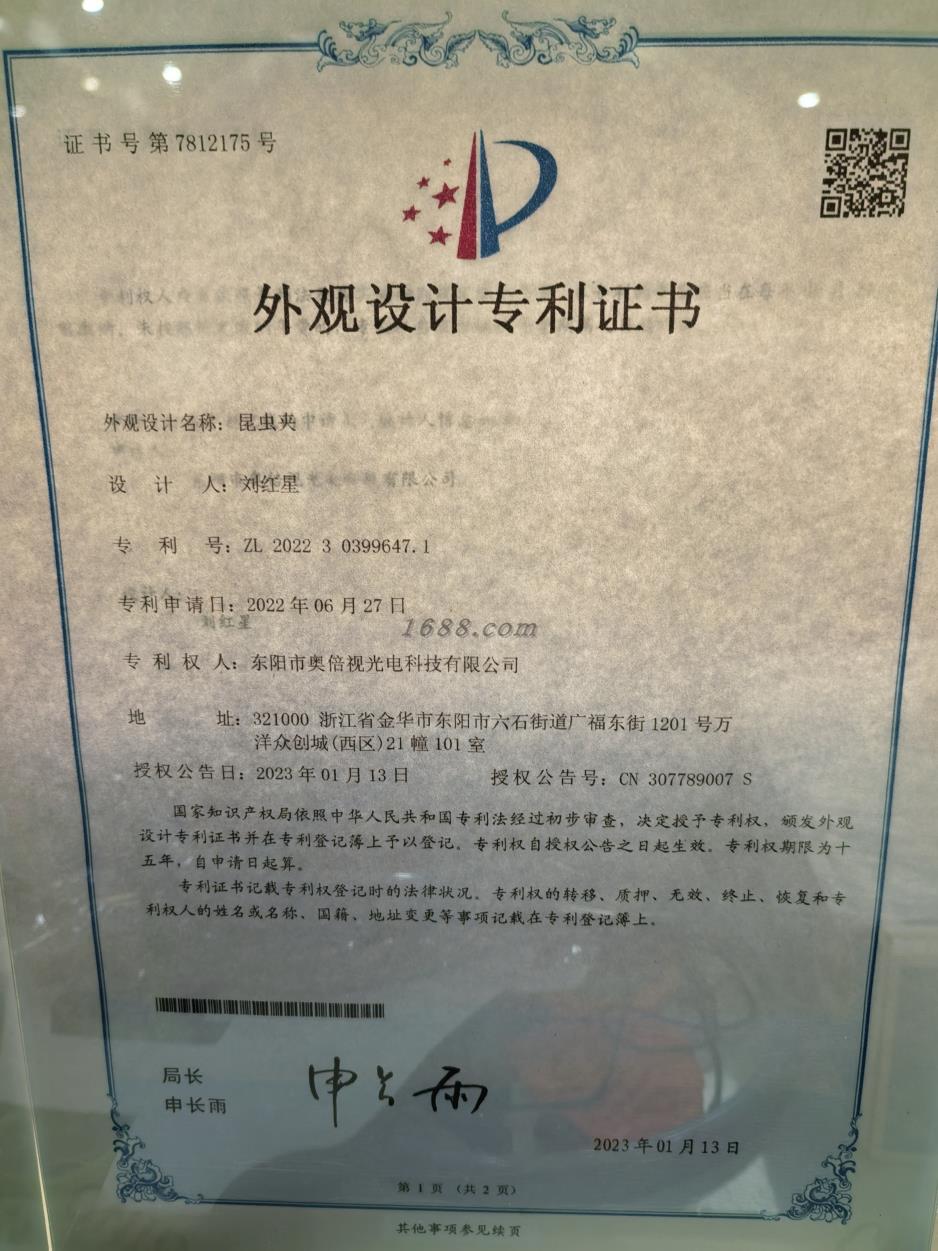 证书号第7812175号
外观设计专利证书
外观设计名称：昆虫夹
设 计 人：刘红星
有限公司
专 利 号：ZL 2022 3 0399647.1
专利申请日：2022年06月27日
刘红星
1688.com
专 利 权 人：东阳市奥倍视光电科技有限公司
地 址：321000 浙江省金华市东阳市六石街道广福东街1201号万
洋众创城(西区)21幢101室
授权公告日：2023年01月13日 授权公告号：CN 307789007 S
国家知识产权局依照中华人民共和国专利法经过初步审查，决定授予专利权，颁发外观
设计专利证书并在专利登记簿上予以登记。专利权自授权公告之日起生效。专利权期限为十
五年，自申请日起算。
专利证书记载专利权登记时的法律状况。专利权的转移、质押、无效、终止、恢复和专
利权人的姓名或名称、国籍、地址变更等事项记载在专利登记簿上。
局长
申长雨
申长雨
2023年01月13日
第 1 页 （共 2 页）
其他事项参见续页